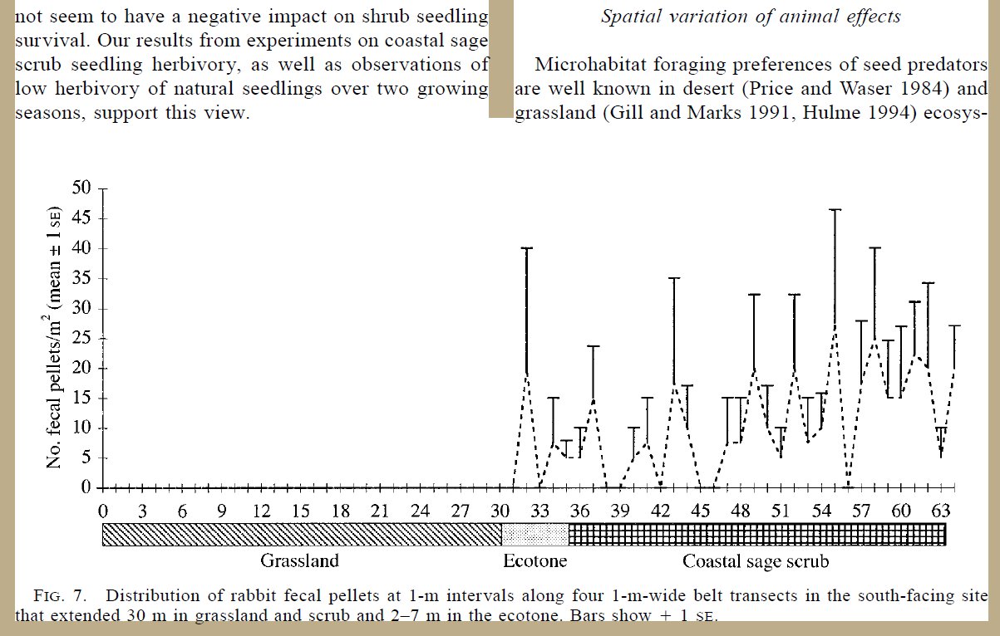 not seem to have a negative impact on shrub seedling
survival. Our results from experiments on coastal sage
scrub seedling herbivory, as well as observations of
low herbivory of natural seedlings over two growing
seasons, support this view.
Spatial variation of animal effects
Microhabitat foraging preferences of seed predators
are well known in desert (Price and Waser 1984) and
grassland (Gill and Marks 1991, Hulme 1994) ecosys-
No. fecal pellets/m² (mean ± 1 SE)
50
45
40
35
30
25
20
15
10
5
0
0 3 6 9 12 15 18 21 24 27 30 33 36 39 42 45 48 51 54 57 60 63
Grassland Ecotone Coastal sage scrub
FIG. 7. Distribution of rabbit fecal pellets at 1-m intervals along four 1-m-wide belt transects in the south-facing site
that extended 30 m in grassland and scrub and 2–7 m in the ecotone. Bars show + 1 SE.